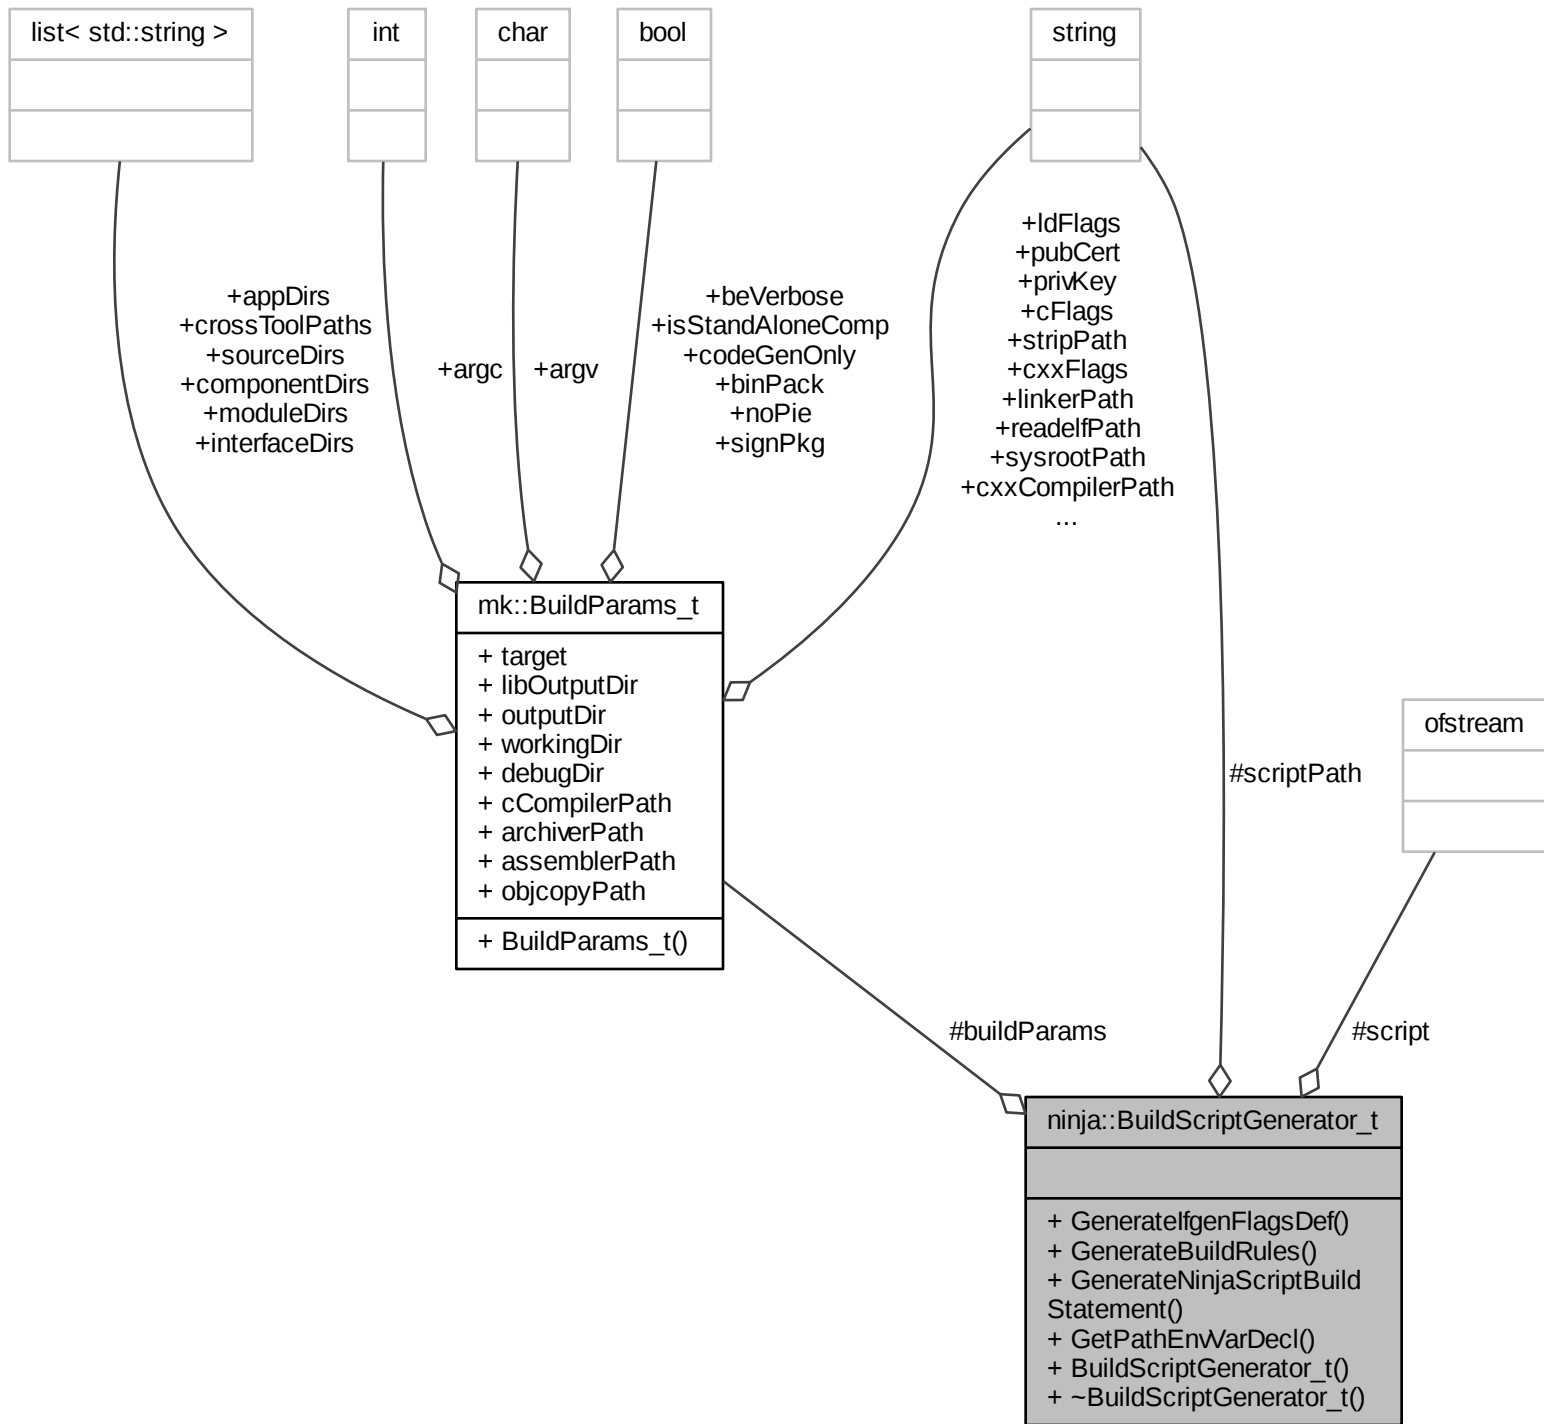 list< std::string >
int
char
bool
string
+ldFlags
+pubCert
+privKey
+cFlags
+stripPath
+cxxFlags
+linkerPath
+readelfPath
+sysrootPath
+cxxCompilerPath
...
+appDirs
+crossToolPaths
+sourceDirs
+componentDirs
+moduleDirs
+interfaceDirs
+argc
+argv
+beVerbose
+isStandAloneComp
+codeGenOnly
+binPack
+noPie
+signPkg
mk::BuildParams_t
+ target
+ libOutputDir
+ outputDir
+ workingDir
+ debugDir
+ cCompilerPath
+ archiverPath
+ assemblerPath
+ objcopyPath
+ BuildParams_t()
ofstream
#scriptPath
#buildParams
#script
ninja::BuildScriptGenerator_t
+ GenerateIfgenFlagsDef()
+ GenerateBuildRules()
+ GenerateNinjaScriptBuild
Statement()
+ GetPathEnvVarDecl()
+ BuildScriptGenerator_t()
+ ~BuildScriptGenerator_t()